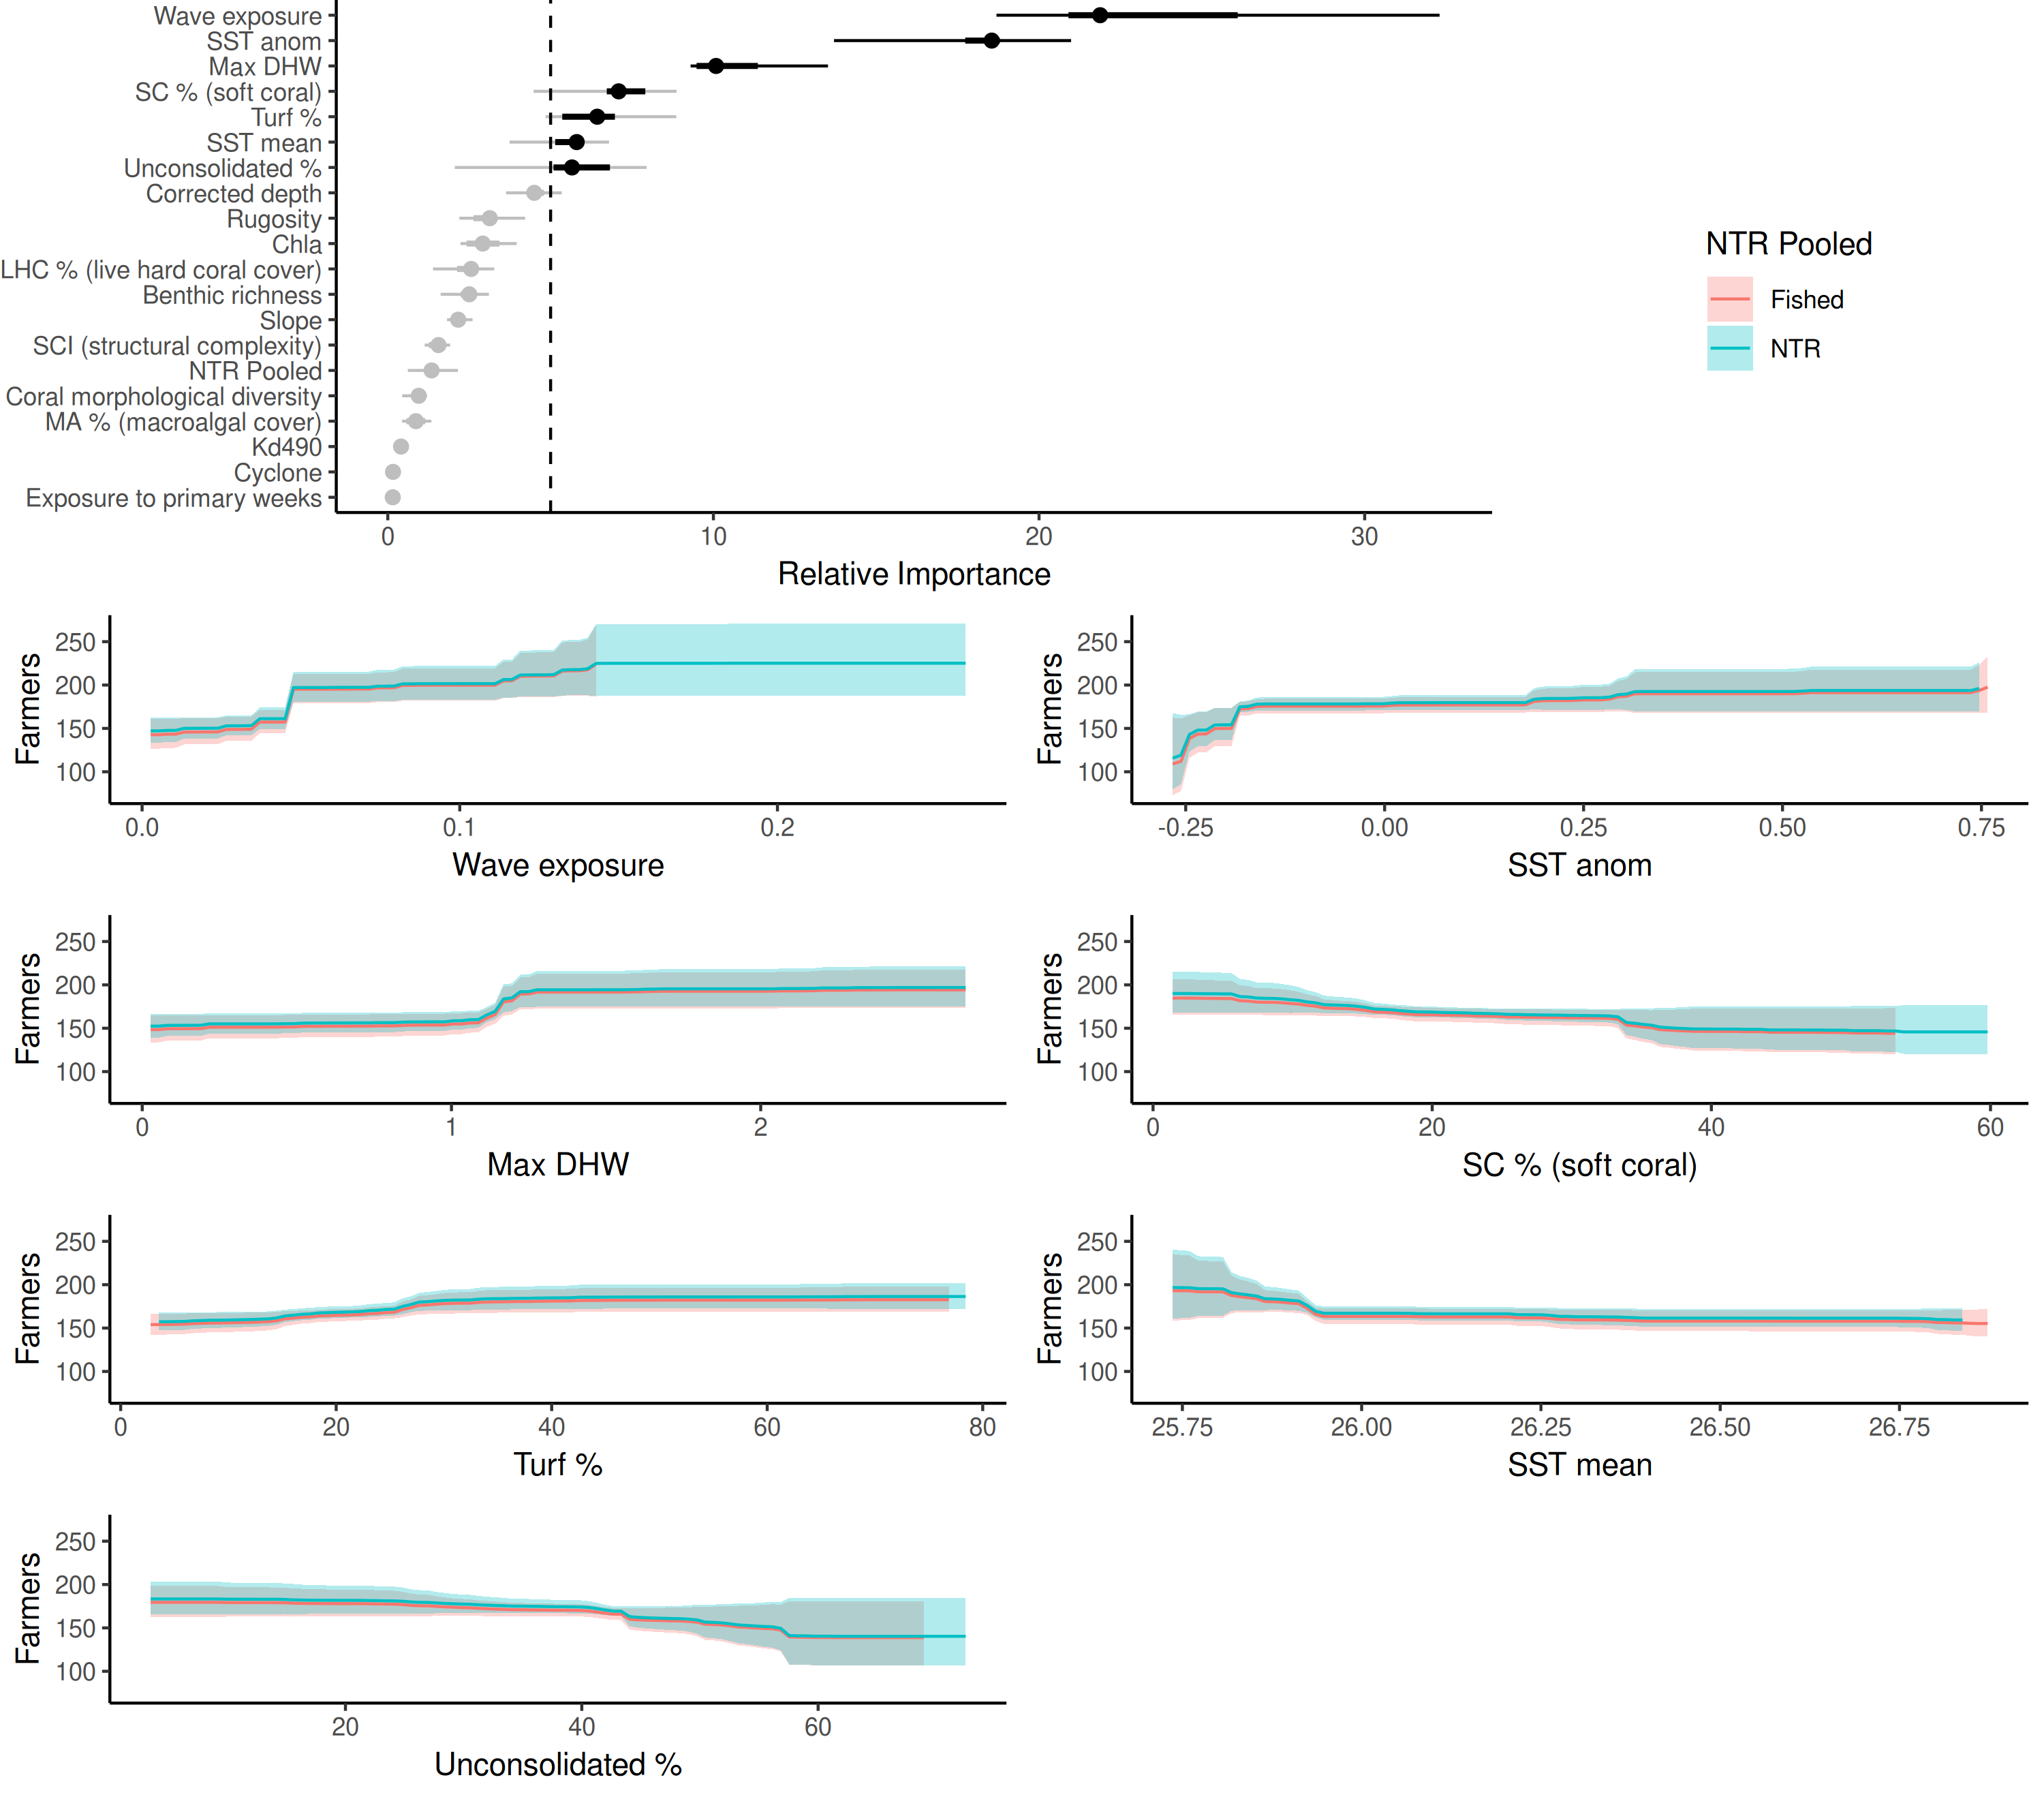 Wave exposure
SST anom
Max DHW
SC % (soft coral)
Turf %
SST mean
Unconsolidated %
Corrected depth
Rugosity
Chla
LHC % (live hard coral cover)
Benthic richness
Slope
SCI (structural complexity)
NTR Pooled
Coral morphological diversity
MA % (macroalgal cover)
Kd490
Cyclone
Exposure to primary weeks
0 10 20 30
Relative Importance
NTR Pooled
Fished
NTR
Farmers
250
200
150
100
0.0 0.1 0.2
Wave exposure
Farmers
250
200
150
100
-0.25 0.00 0.25 0.50 0.75
SST anom
Farmers
250
200
150
100
0 1 2
Max DHW
Farmers
250
200
150
100
0 20 40 60
SC % (soft coral)
Farmers
250
200
150
100
0 20 40 60 80
Turf %
Farmers
250
200
150
100
25.75 26.00 26.25 26.50 26.75
SST mean
Farmers
250
200
150
100
20 40 60
Unconsolidated %